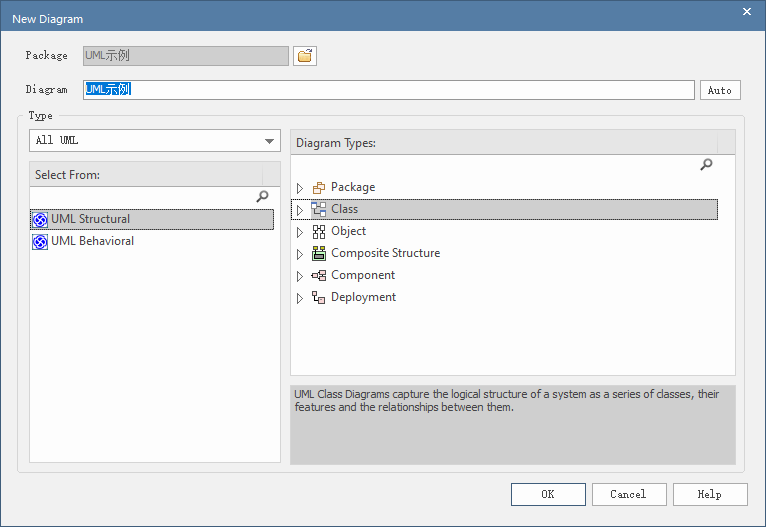 New Diagram
Package UML示例
Diagram UML示例 Auto
Type
All UML
Select From:
UML Structural
UML Behavioral
Diagram Types:
Package
Class
Object
Composite Structure
Component
Deployment
UML Class Diagrams capture the logical structure of a system as a series of classes, their
features and the relationships between them.
OK Cancel Help